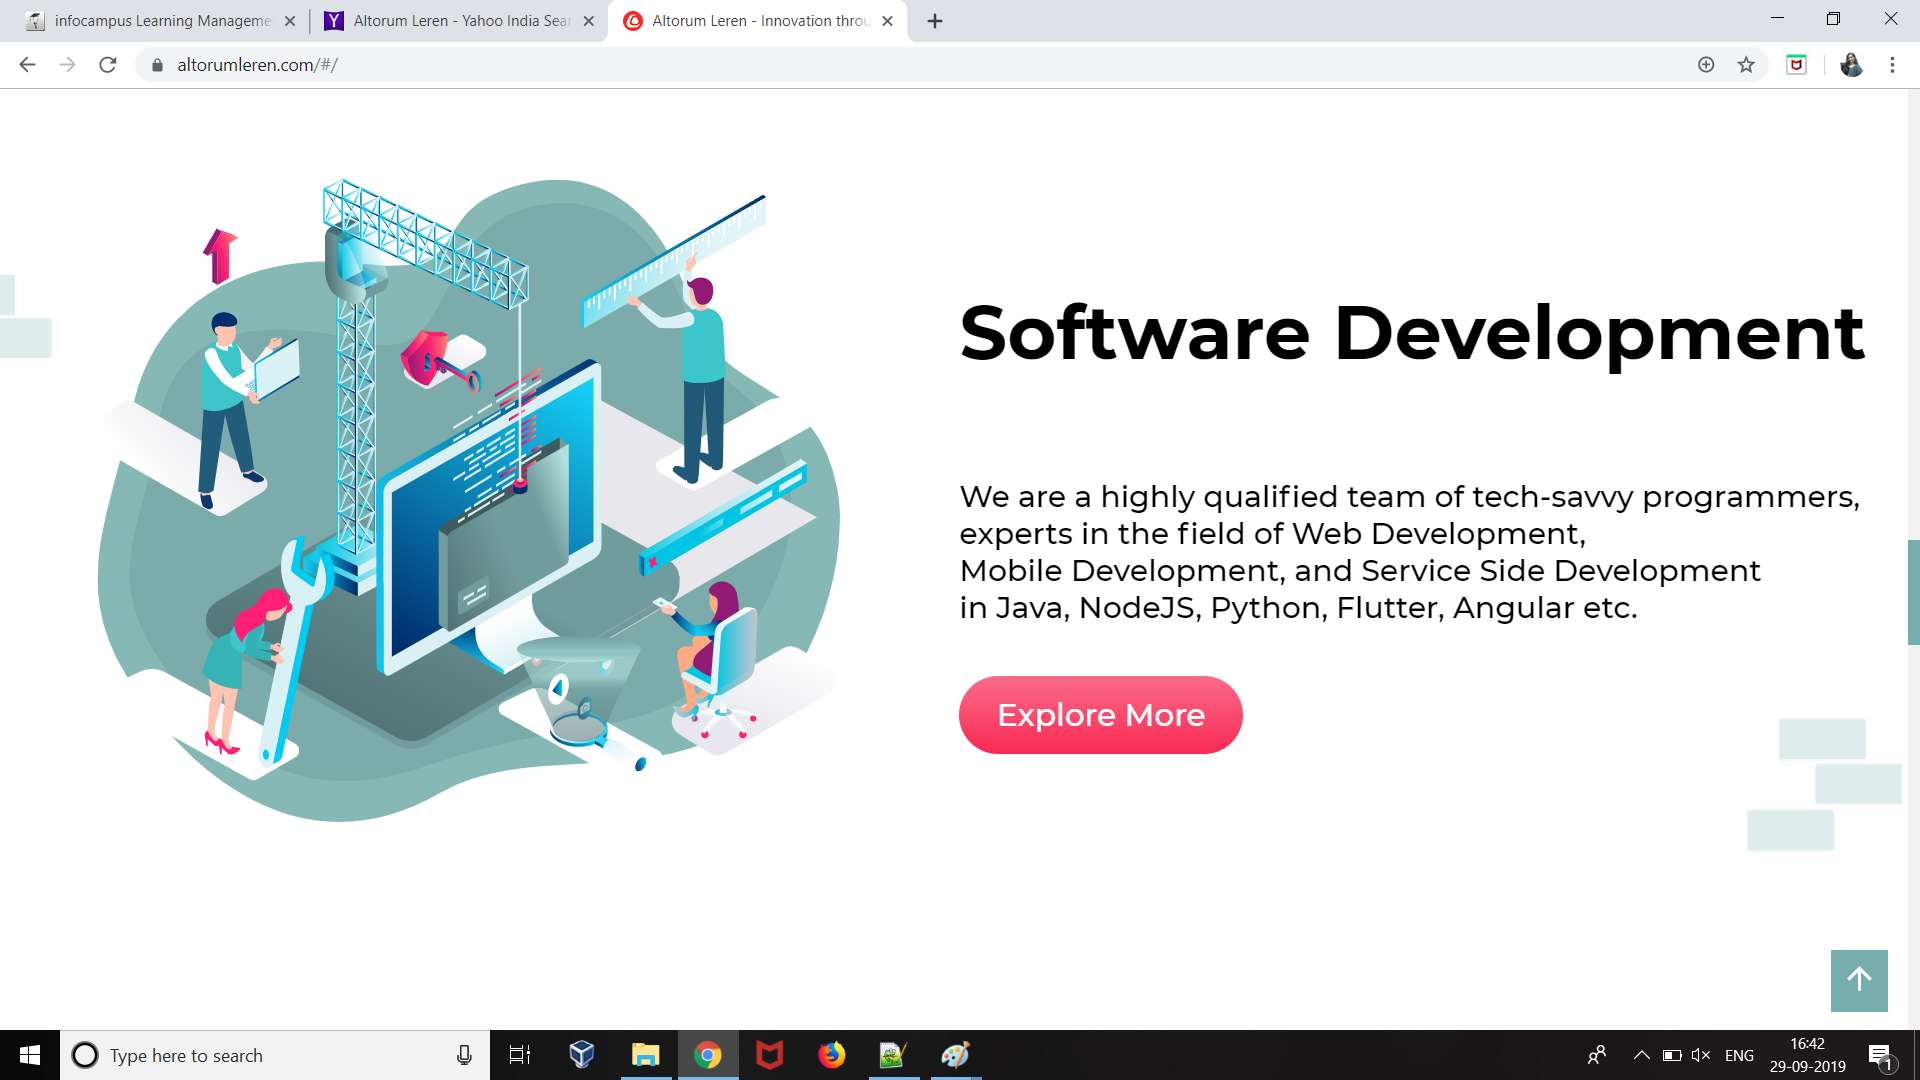 infocampus Learning Manageme
Altorum Leren - Yahoo India Sear
Altorum Leren - Innovation throu
altorumleren.com/#/
Software Development
We are a highly qualified team of tech-savvy programmers,
experts in the field of Web Development,
Mobile Development, and Service Side Development
in Java, NodeJS, Python, Flutter, Angular etc.
Explore More
Type here to search
ENG
16:42
29-09-2019
1